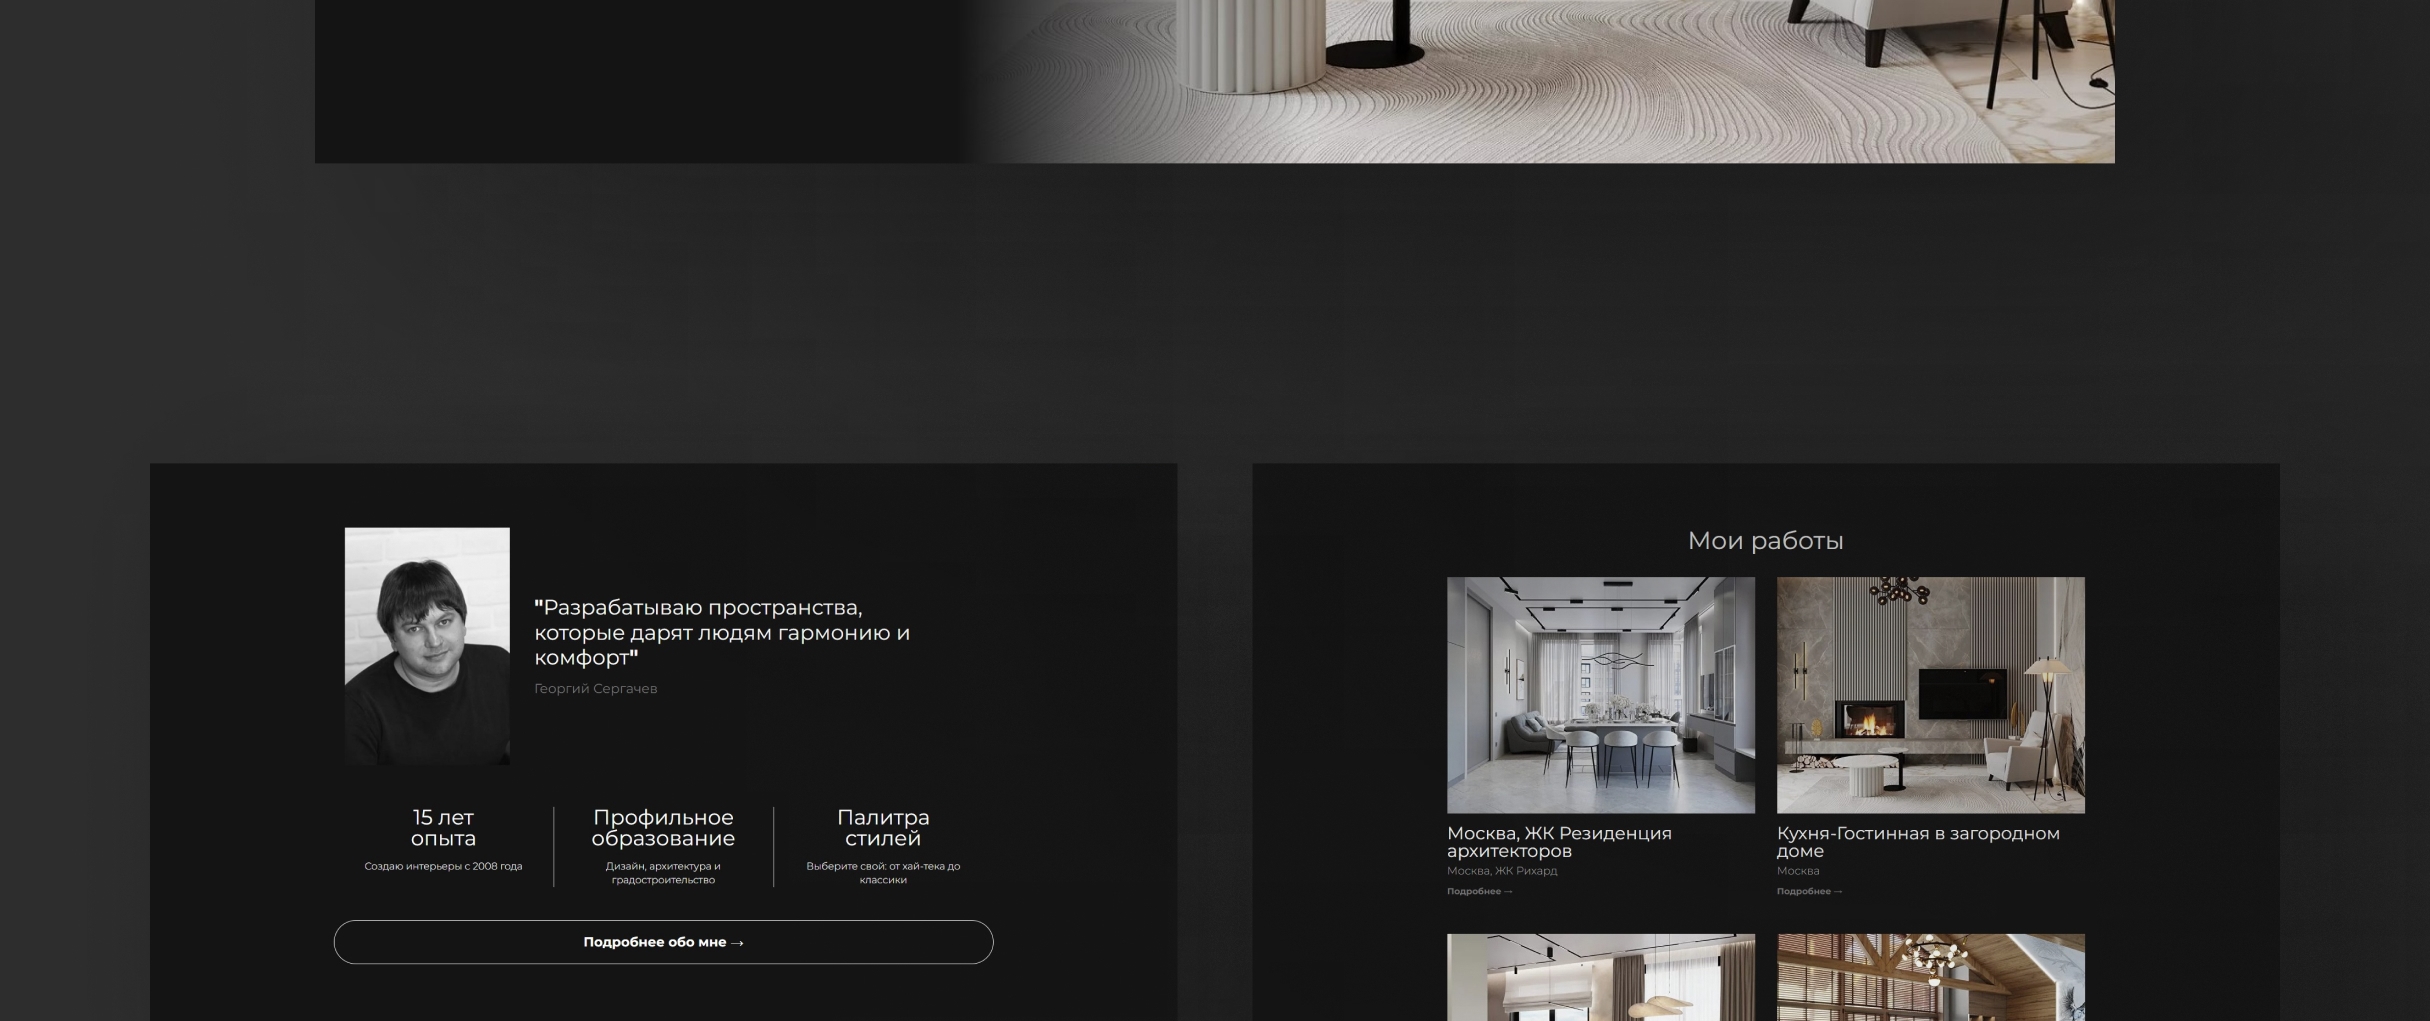 "Разрабатываю пространства,
которые дарят людям гармонию и
комфорт"
Георгий Сергачев
15 лет
опыта
Создаю интерьеры с 2008 года
Профильное
образование
Дизайн, архитектура и
градостроительство
Палитра
стилей
Выберите свой: от хай-тека до
классики
Подробнее обо мне →
Мои работы
Москва, ЖК Резиденция
архитекторов
Москва, ЖК Рихард
Подробнее →
Кухня-Гостинная в загородном
доме
Москва
Подробнее →